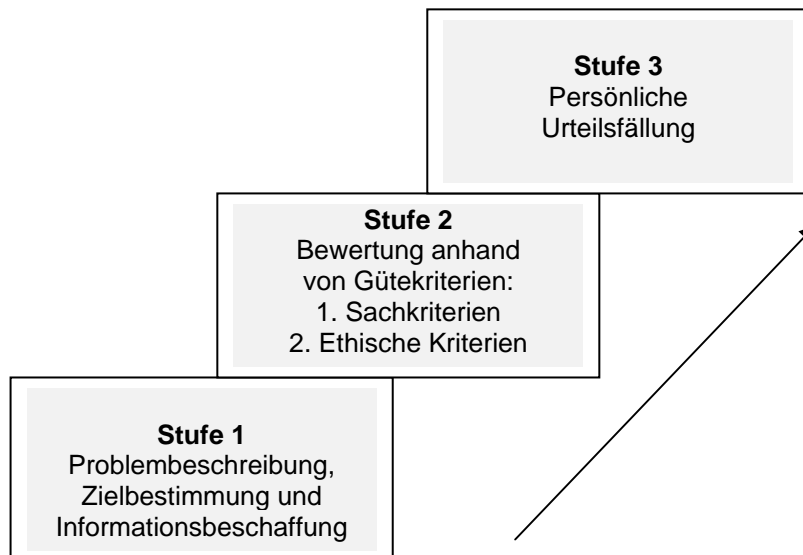 Stufe 3
Persönliche
Urteilsfällung
Stufe 2
Bewertung anhand
von Gütekriterien:
1. Sachkriterien
2. Ethische Kriterien
Stufe 1
Problembeschreibung,
Zielbestimmung und
Informationsbeschaffung